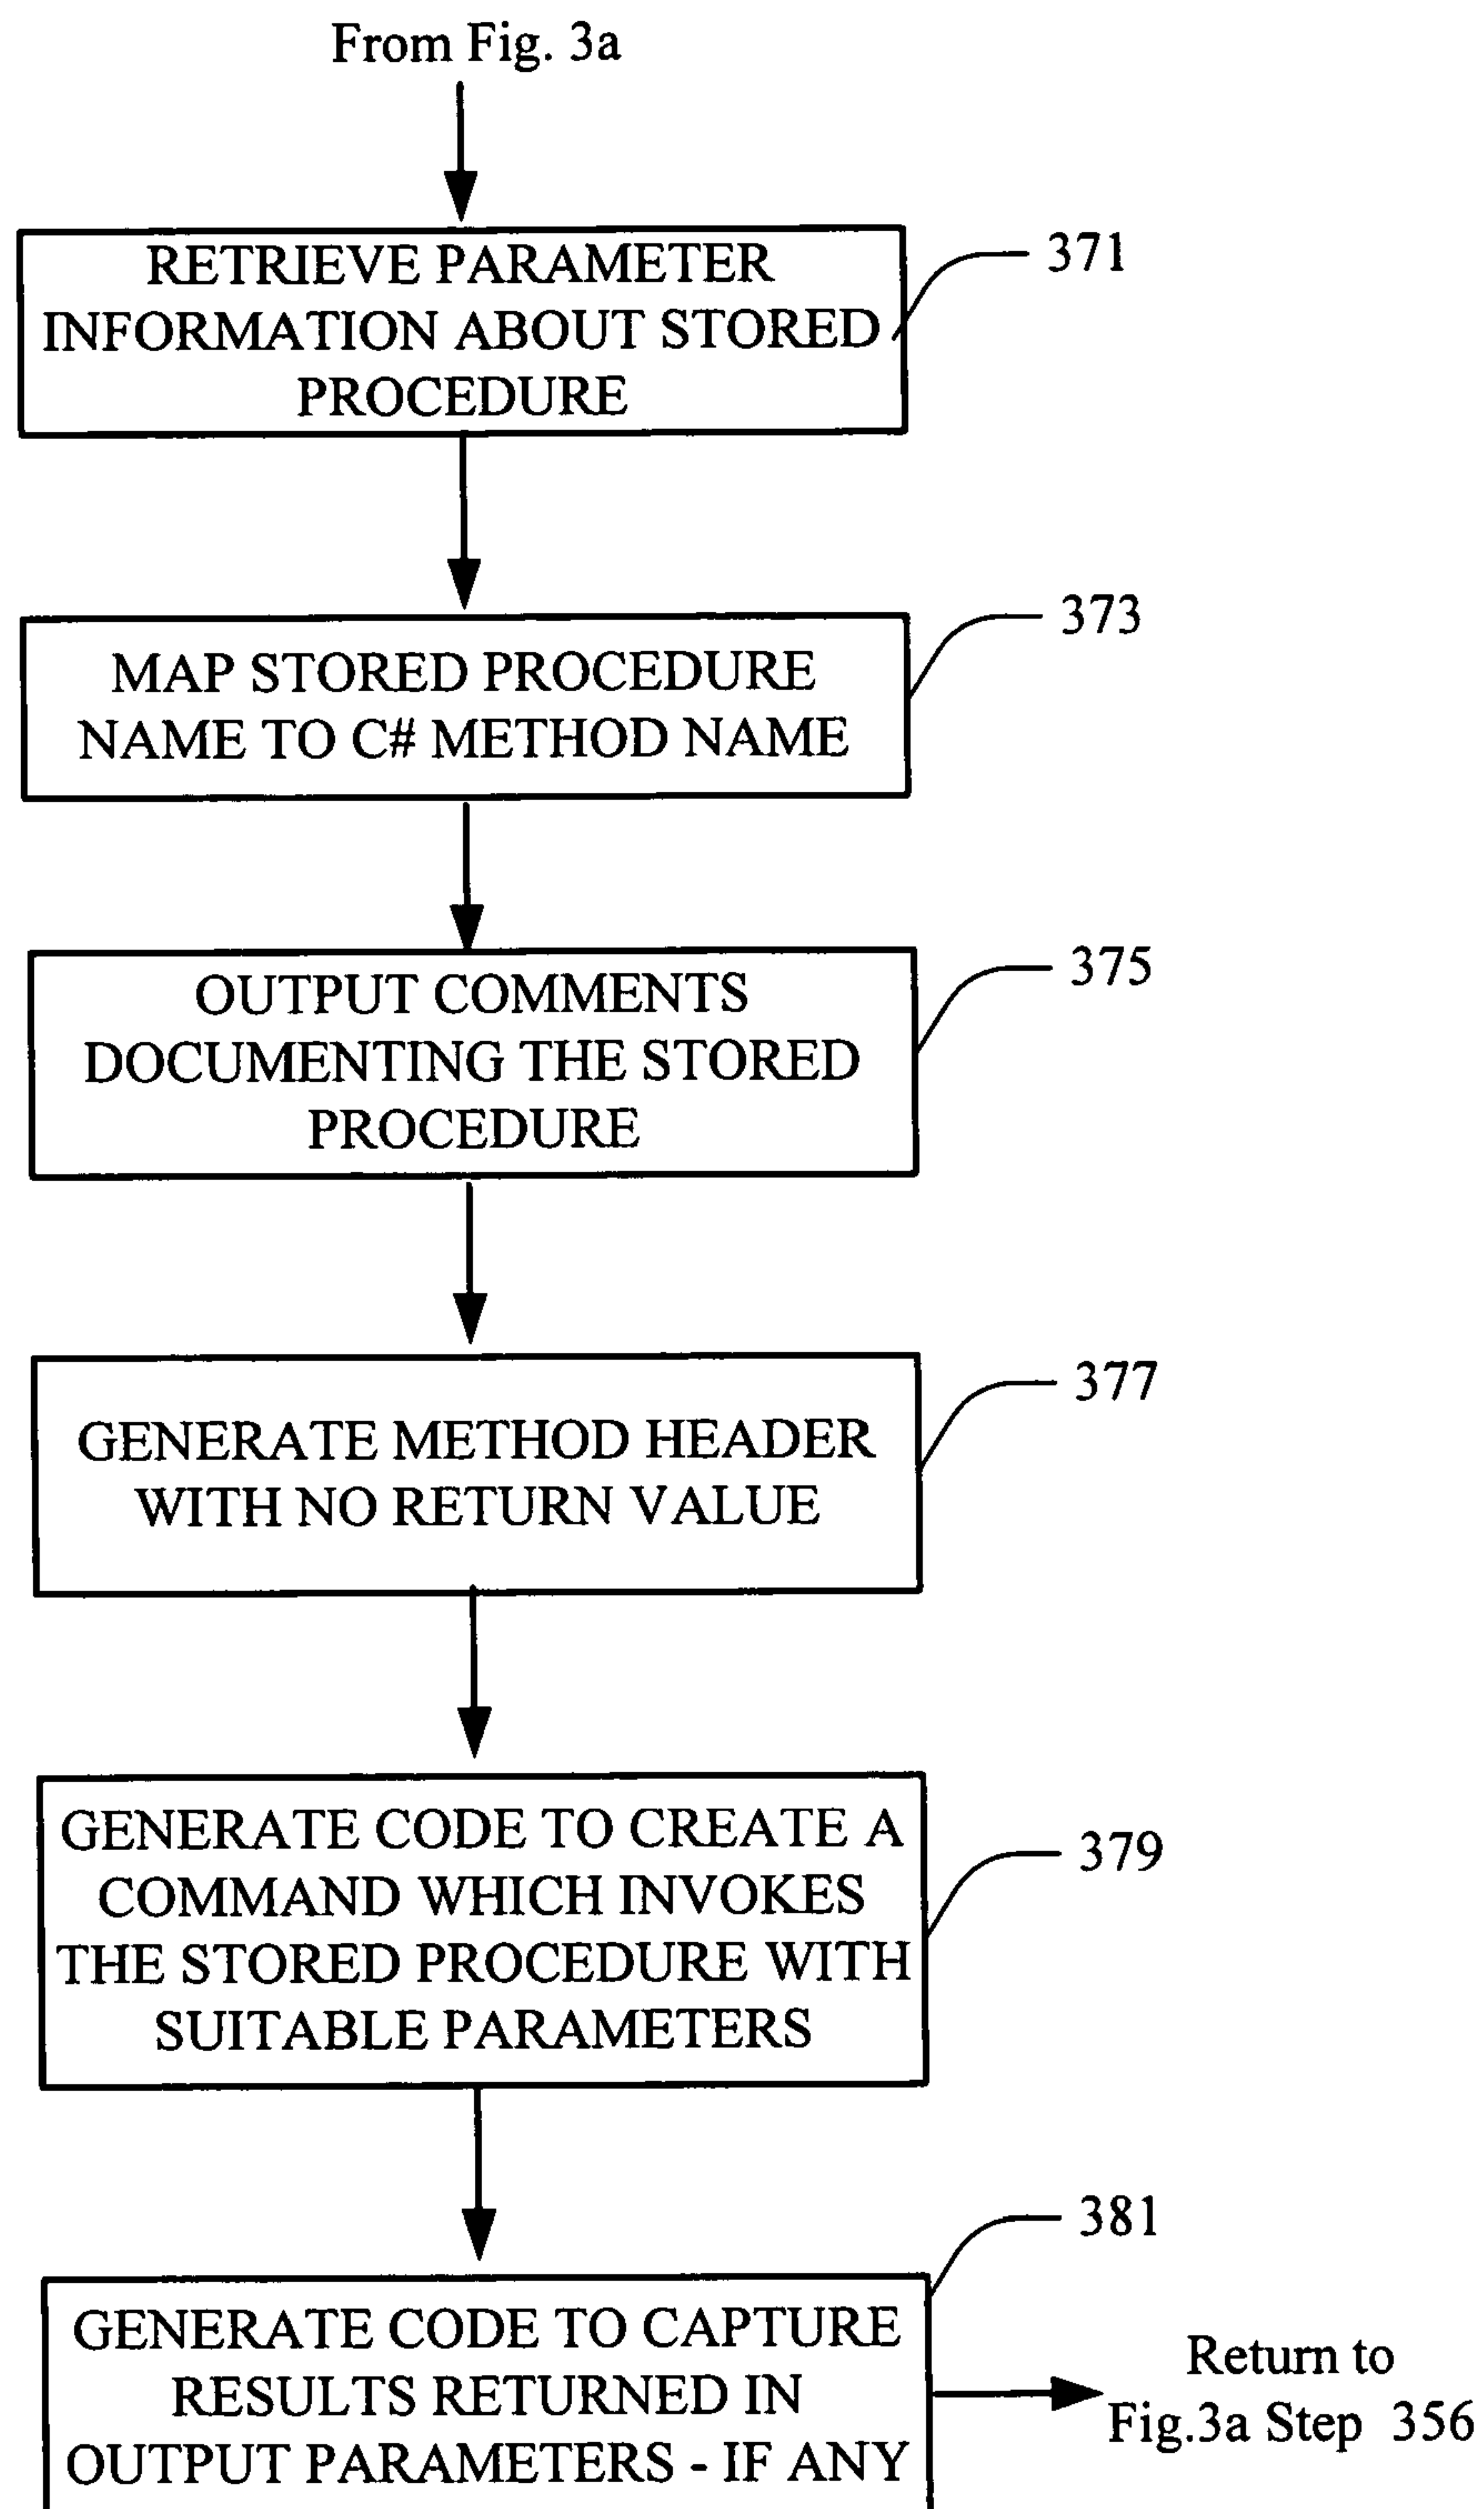 From Fig. 3a
RETRIEVE PARAMETER
INFORMATION ABOUT STORED
PROCEDURE
371
MAP STORED PROCEDURE
NAME TO C# METHOD NAME
373
OUTPUT COMMENTS
DOCUMENTING THE STORED
PROCEDURE
375
GENERATE METHOD HEADER
WITH NO RETURN VALUE
377
GENERATE CODE TO CREATE A
COMMAND WHICH INVOKES
THE STORED PROCEDURE WITH
SUITABLE PARAMETERS
379
GENERATE CODE TO CAPTURE
RESULTS RETURNED IN
OUTPUT PARAMETERS - IF ANY
381
Return to
Fig.3a Step 356